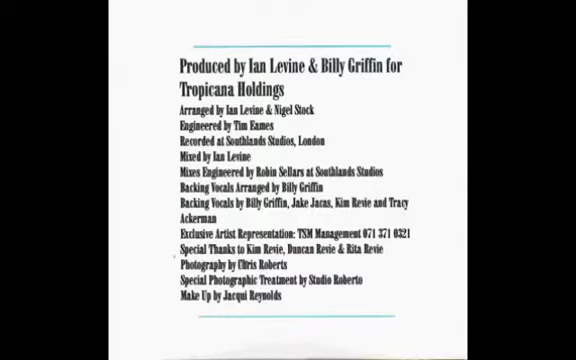 Produced by Ian Levine & Billy Griffin for
Tropicana Holdings
Arranged by Ian Levine & Nigel Stock
Engineered by Tim Eames
Recorded at Southlands Studios, London
Mixed by Ian Levine
Mixes Engineered by Robin Sellars at Southlands Studios
Backing Vocals Arranged by Billy Griffin
Backing Vocals by Billy Griffin, Jake Jacas, Kim Revie and Tracy
Ackerman
Exclusive Artist Representation: TSM Management 071 371 0321
Special Thanks to Kim Revie, Duncan Revie & Rita Revie
Photography by Chris Roberts
Special Photographic Treatment by Studio Roberto
Make Up by Jacqui Reynolds